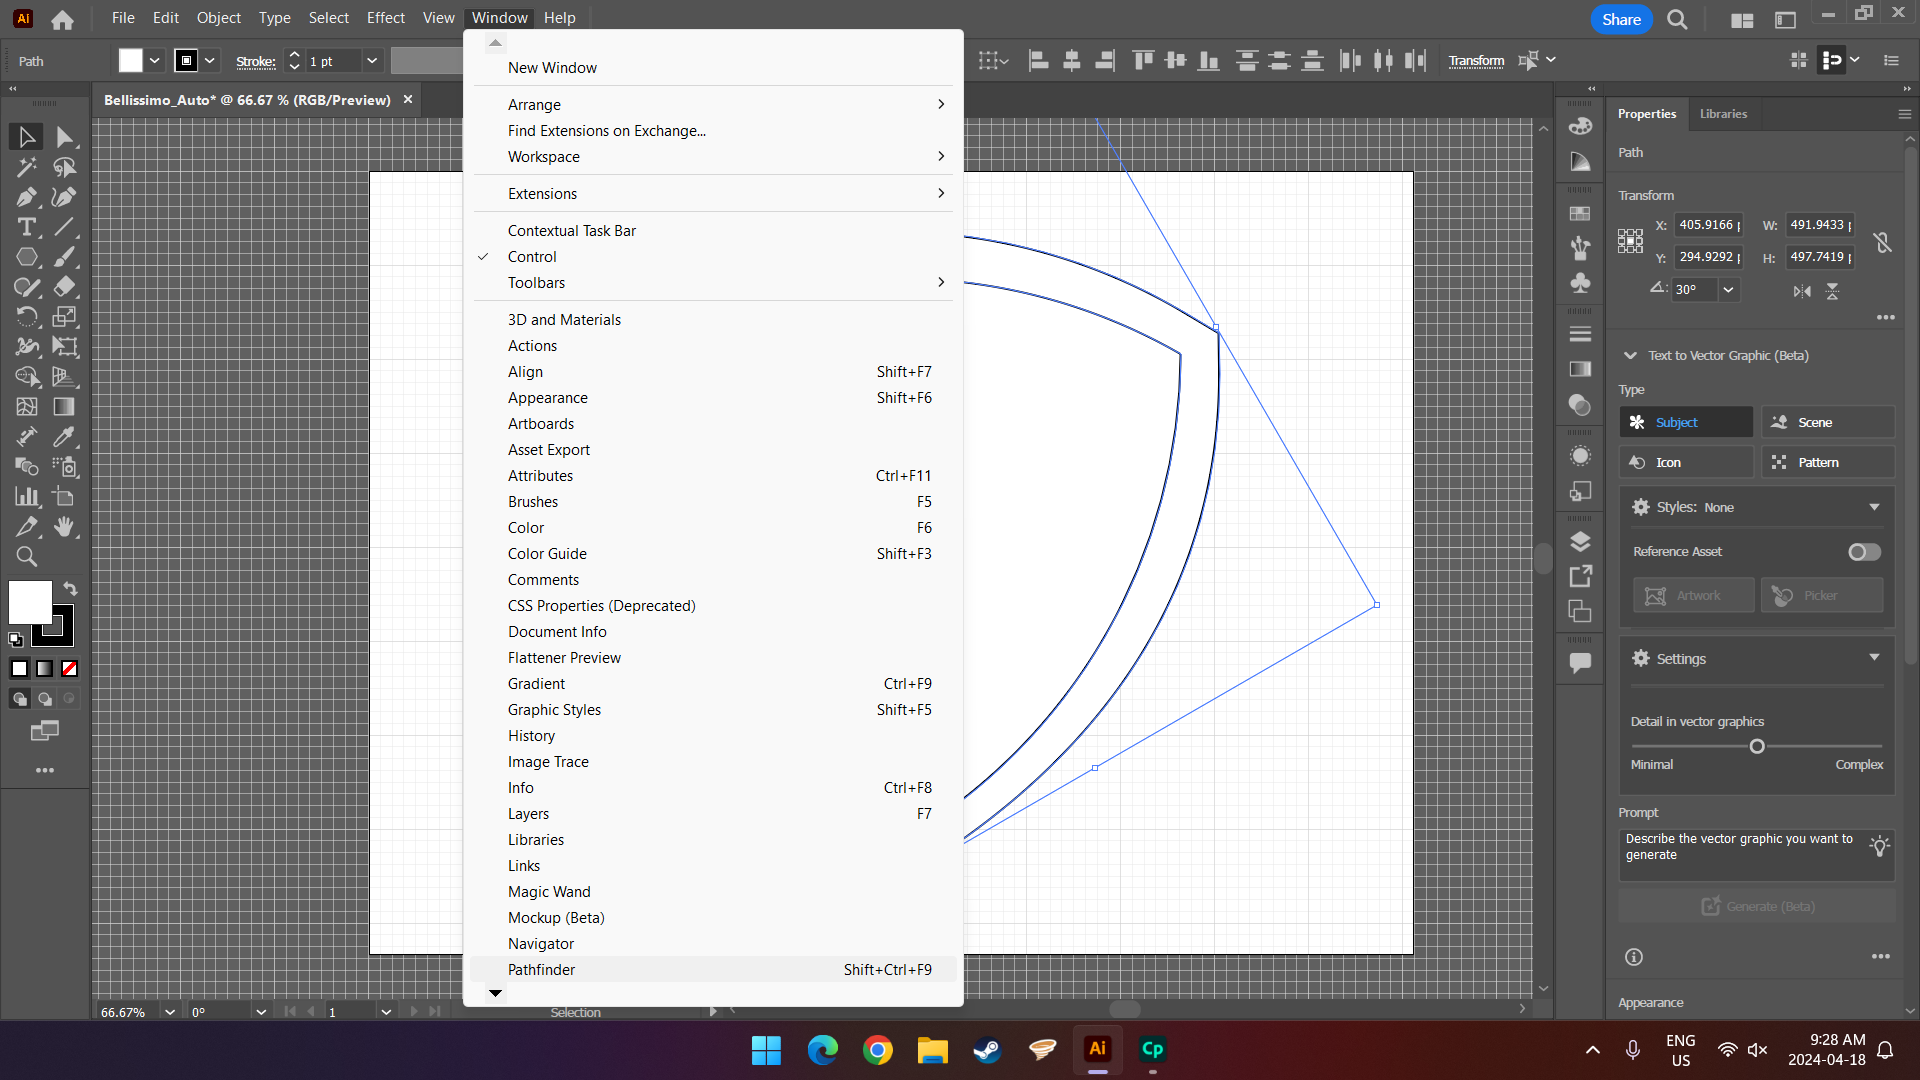 Ai
File Edit Object Type Select Effect View Window Help
Share
Path
Stroke:
1 pt
Transform
Bellissimo_Auto* @ 66.67 % (RGB/Preview)
New Window
Arrange
Find Extensions on Exchange...
Workspace
Extensions
Contextual Task Bar
Control
Toolbars
3D and Materials
Actions
Align Shift+F7
Appearance Shift+F6
Artboards
Asset Export
Attributes Ctrl+F11
Brushes F5
Color F6
Color Guide Shift+F3
Comments
CSS Properties (Deprecated)
Document Info
Flattener Preview
Gradient Ctrl+F9
Graphic Styles Shift+F5
History
Image Trace
Info Ctrl+F8
Layers F7
Libraries
Links
Magic Wand
Mockup (Beta)
Navigator
Pathfinder Shift+Ctrl+F9
Properties Libraries
Path
Transform
X: 405.9166 W: 491.9433
Y: 294.9292 H: 497.7419
30°
Text to Vector Graphic (Beta)
Type
Subject Scene
Icon Pattern
Styles: None
Reference Asset
Artwork Picker
Settings
Detail in vector graphics
Minimal Complex
Prompt
Describe the vector graphic you want to
generate
Generate (Beta)
Appearance
66.67% 0° 1 Selection
Ai Cp
ENG
US
9:28 AM
2024-04-18